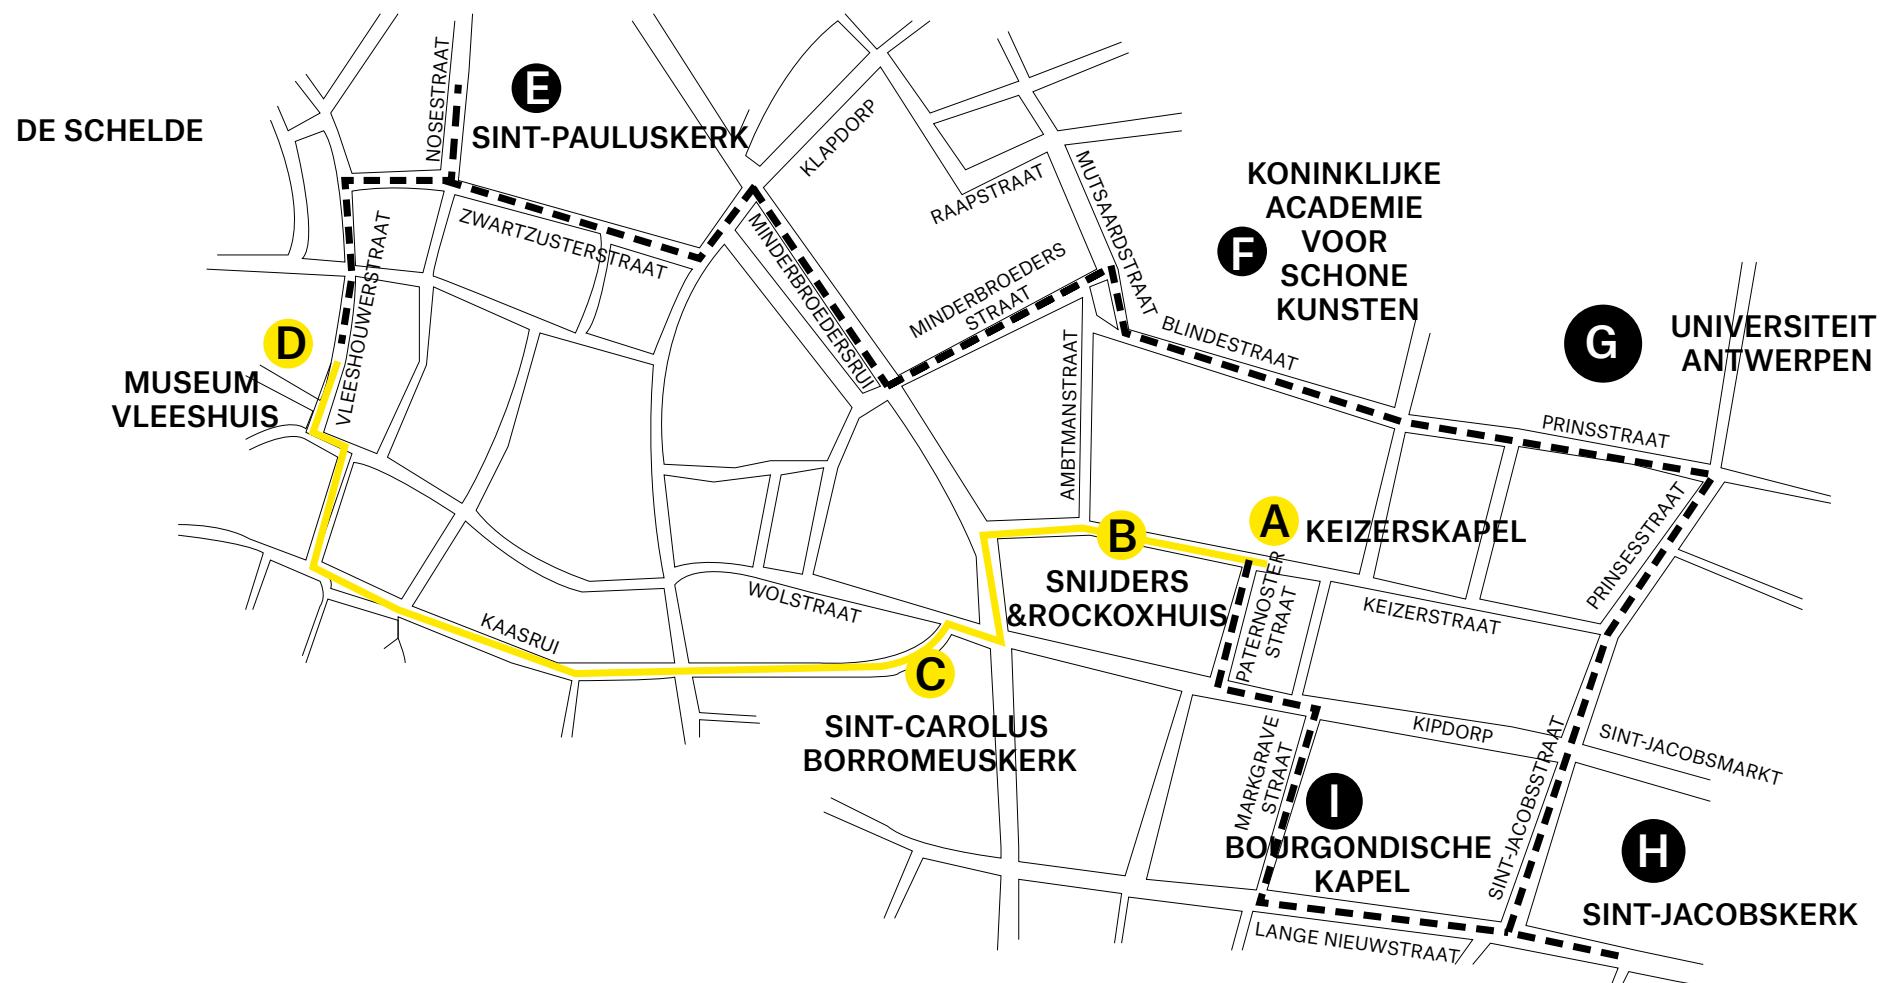 DE SCHELDE
NOSESTRAAT
E
SINT-PAULUSKERK
KLAPDORP
RAAPSTRAAT
MUTSAARDSTRAAT
KONINKLIJKE
ACADEMIE
VOOR
SCHONE
KUNSTEN
F
ZWARTZUSTERSTRAAT
MINDERBROEDERSRUI
MINDERBROEDERS
STRAAT
BLINDESTRAAT
G
UNIVERSITEIT
ANTWERPEN
D
VLEESHOUWERSTRAAT
MUSEUM
VLEESHUIS
AMBTMANSTRAAT
PRINSSTRAAT
PRINSESSTRAAT
A
KEIZERSKAPEL
B
SNIJDERS
&ROCKOXHUIS
PATERNOSTER
STRAAT
KEIZERSTRAAT
WOLSTRAAT
KAASRUI
C
SINT-CAROLUS
BORROMEUSKERK
MARKGRAVE
STRAAT
KIPDORP
SINT-JACOBSMARKT
SINT-JACOBSSTRAAT
I
BOURGONDISCHE
KAPEL
H
SINT-JACOBSKERK
LANGE NIEUWSTRAAT